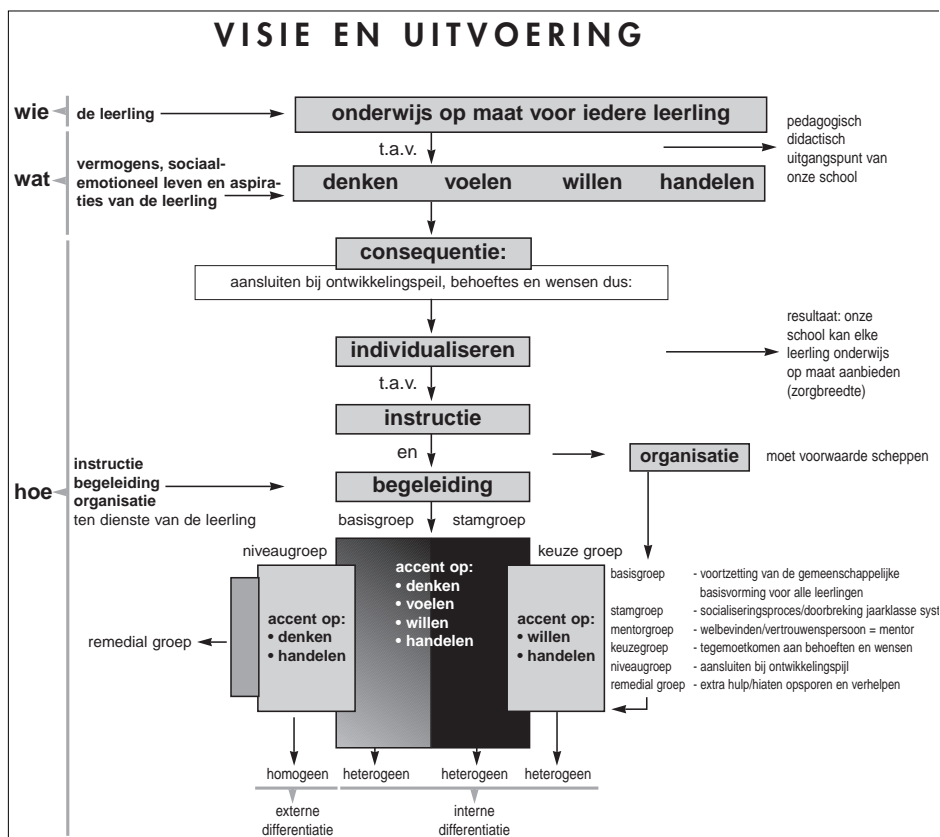 VISIE EN UITVOERING
wie
de leerling
onderwijs op maat voor iedere leerling
t.a.v.
pedagogisch
didactisch
uitgangspunt van
onze school
wat
vermogens, sociaal-
emotioneel leven en aspira-
ties van de leerling
denken voelen willen handelen
consequentie:
aansluiten bij ontwikkelingspeil, behoeftes en wensen dus:
individualiseren
resultaat: onze
school kan elke
leerling onderwijs
op maat aanbieden
(zorgbreedte)
t.a.v.
instructie
en
organisatie
moet voorwaarde scheppen
hoe
instructie
begeleiding
organisatie
ten dienste van de leerling
begeleiding
basisgroep stamgroep
niveaugroep
keuze groep
accent op:
• denken
• voelen
• willen
• handelen
accent op:
• denken
• handelen
accent op:
• willen
• handelen
remedial groep
basisgroep - voortzetting van de gemeenschappelijke
basisvorming voor alle leerlingen
stamgroep - socialiseringsproces/doorbreking jaarklasse syst
mentorgroep - welbevinden/vertrouwenspersoon = mentor
keuzegroep - tegemoetkomen aan behoeften en wensen
niveaugroep - aansluiten bij ontwikkelingspijl
remedial groep - extra hulp/hiaten opsporen en verhelpen
homogeen heterogeen heterogeen heterogeen
externe
differentiatie
interne
differentiatie